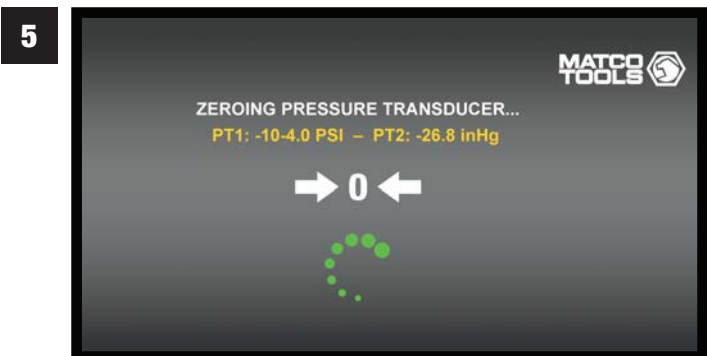 5
MATCO
TOOLS
ZEROING PRESSURE TRANSDUCER...
PT1: -10-4.0 PSI – PT2: -26.8 inHg
0